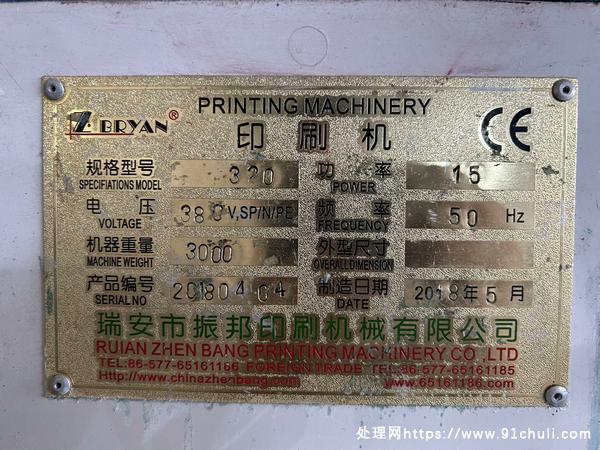 PRINTING MACHINERY
Z BRYAN®
印刷机
CE
规格型号 320 功率 15
SPECIFIATIONS MODEL POWER
电压 380 V,SP/N/PE 频率 50 Hz
VOLTAGE FREQUENCY
机器重量 3000 外型尺寸
MACHINE WEIGHT OVERALL DIMENSION
产品编号 20180404 制造日期 2018年5月
SERIAL NO DATE
瑞安市振邦印刷机械有限公司
RUIAN ZHEN BANG PRINTING MACHINERY CO.,LTD
TEL:86-577-65161166 FOREIGN TRADE TEL:86-577-65161185
Http://www.chinazhenbang.com www.65161186.com
处理网https://www.91chuli.com/